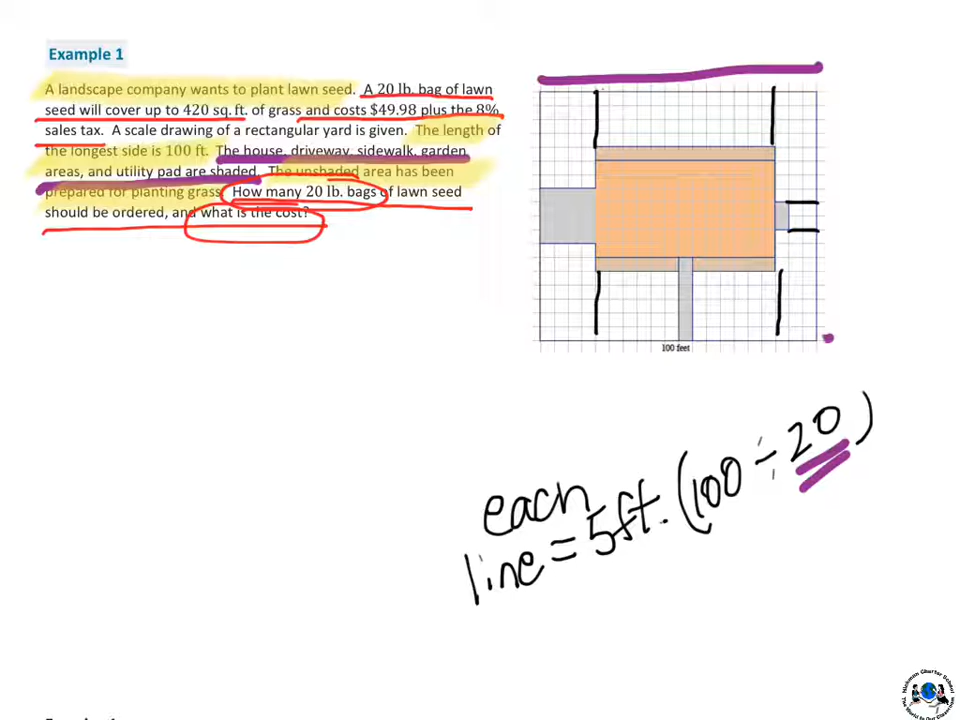 Example 1
A landscape company wants to plant lawn seed. A 20 lb. bag of lawn
seed will cover up to 420 sq. ft. of grass and costs $49.98 plus the 8%
sales tax. A scale drawing of a rectangular yard is given. The length of
the longest side is 100 ft. The house, driveway, sidewalk, garden
areas, and utility pad are shaded. The unshaded area has been
prepared for planting grass. How many 20 lb. bags of lawn seed
should be ordered, and what is the cost?
100 feet
each
line = 5ft. (100 ÷ 20)